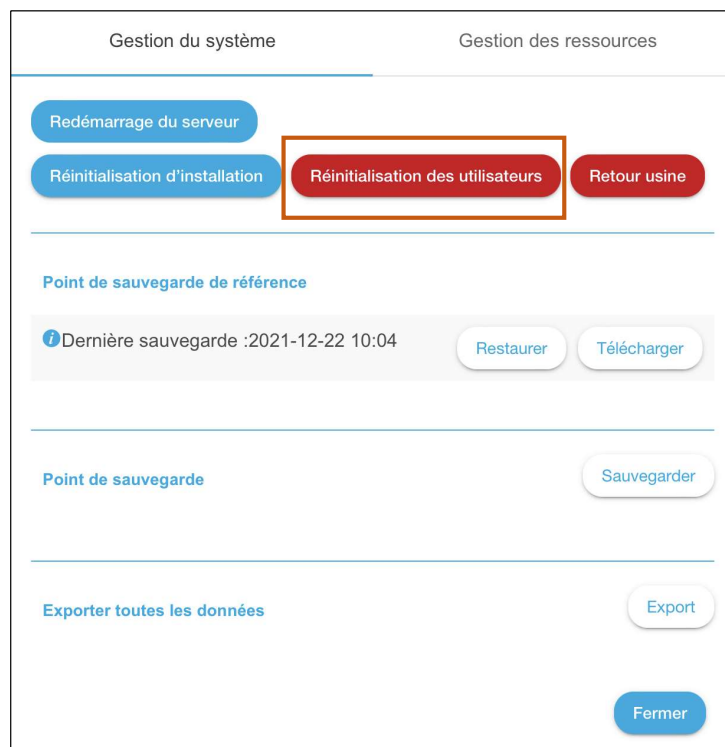 Gestion du système
Gestion des ressources
Redémarrage du serveur
Réinitialisation d'installation
Réinitialisation des utilisateurs
Retour usine
Point de sauvegarde de référence
Dernière sauvegarde :2021-12-22 10:04
Restaurer
Télécharger
Point de sauvegarde
Sauvegarder
Exporter toutes les données
Export
Fermer